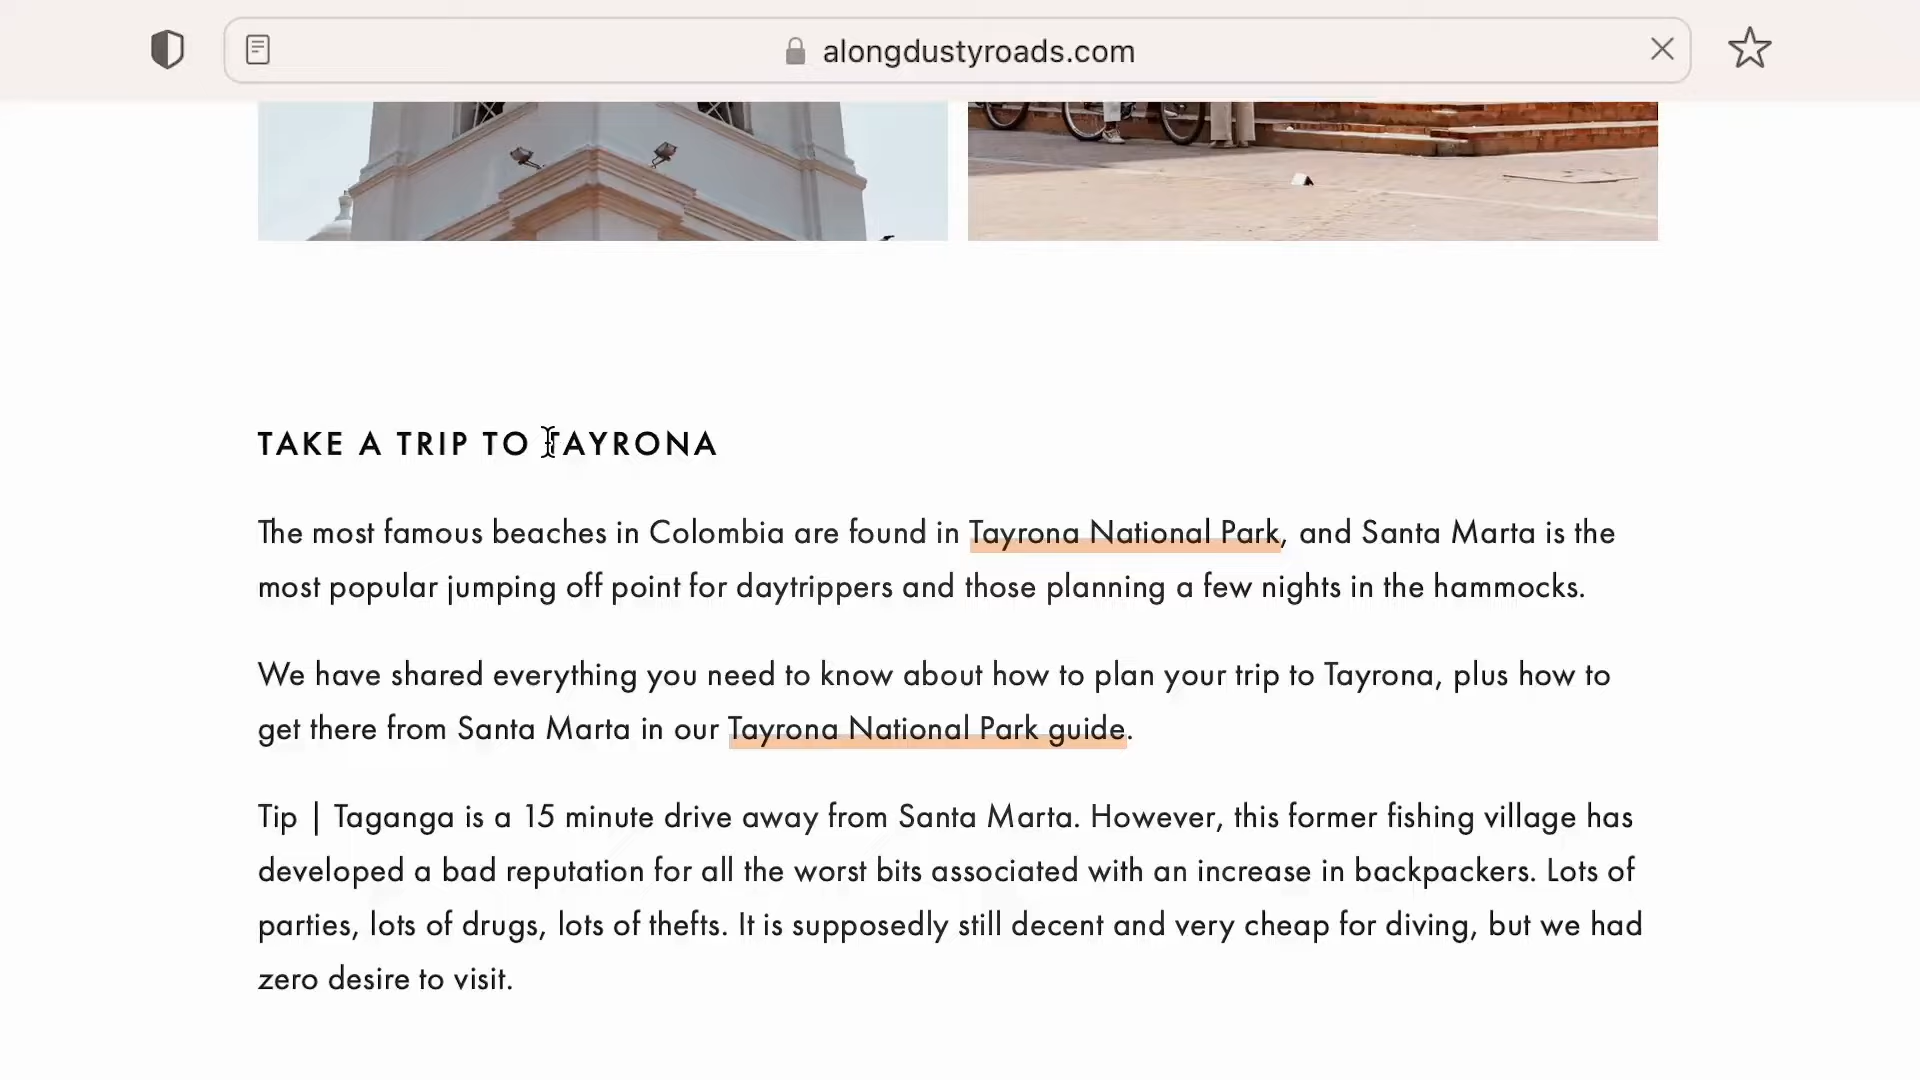 alongdustyroads.com
TAKE A TRIP TO TAYRONA
The most famous beaches in Colombia are found in Tayrona National Park, and Santa Marta is the
most popular jumping off point for daytrippers and those planning a few nights in the hammocks.
We have shared everything you need to know about how to plan your trip to Tayrona, plus how to
get there from Santa Marta in our Tayrona National Park guide.
Tip | Taganga is a 15 minute drive away from Santa Marta. However, this former fishing village has
developed a bad reputation for all the worst bits associated with an increase in backpackers. Lots of
parties, lots of drugs, lots of thefts. It is supposedly still decent and very cheap for diving, but we had
zero desire to visit.